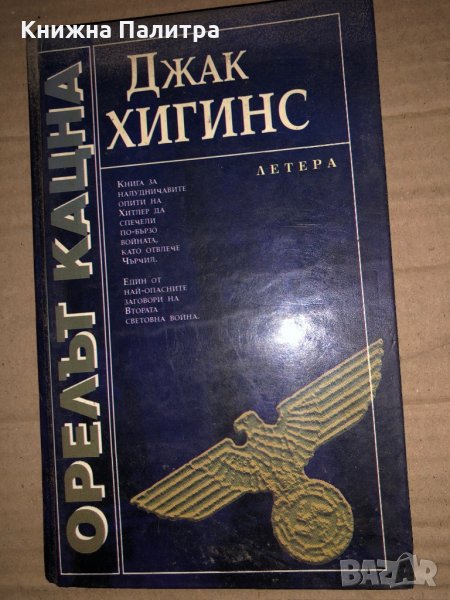 Книжна Палитра
ОРЕЛЪТ КАЦНА
ДЖАК
ХИГИНС
ЛЕТЕРА
КНИГА ЗА
НАЛУДНИЧАВИТЕ
ОПИТИ НА
ХИТЛЕР ДА
СПЕЧЕЛИ
ПО-БЪРЗО
ВОЙНАТА,
КАТО ОТВЛЕЧЕ
ЧЪРЧИЛ.
ЕДИН ОТ
НАЙ-ОПАСНИТЕ
ЗАГОВОРИ НА
ВТОРАТА
СВЕТОВНА ВОЙНА.
BAZAR